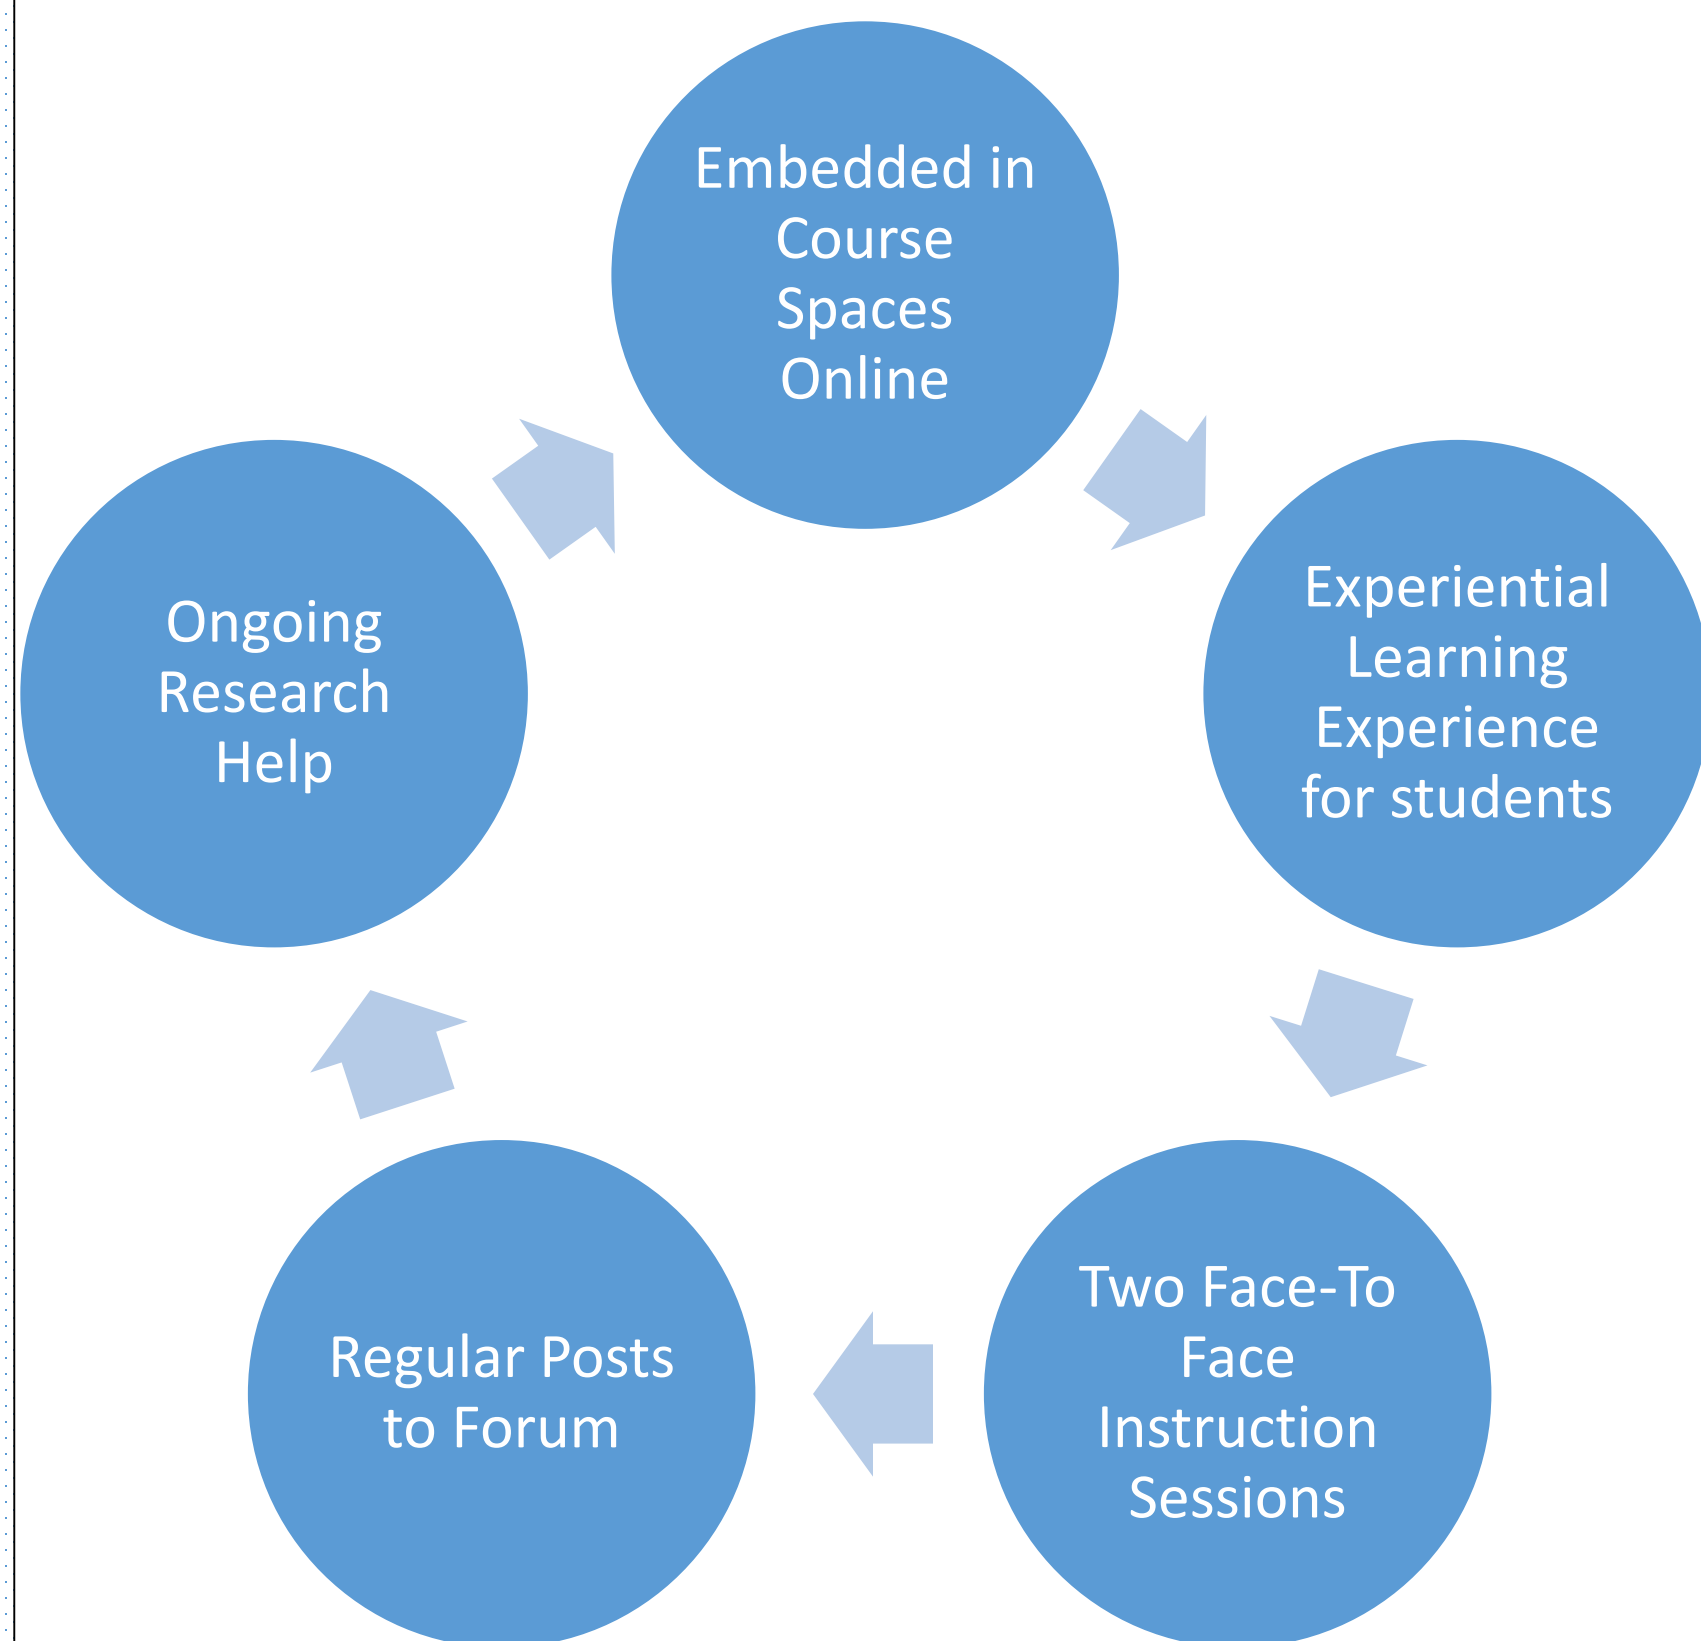 Embedded in
Course
Spaces
Online
Experiential
Learning
Experience
for students
Two Face-To
Face
Instruction
Sessions
Regular Posts
to Forum
Ongoing
Research
Help